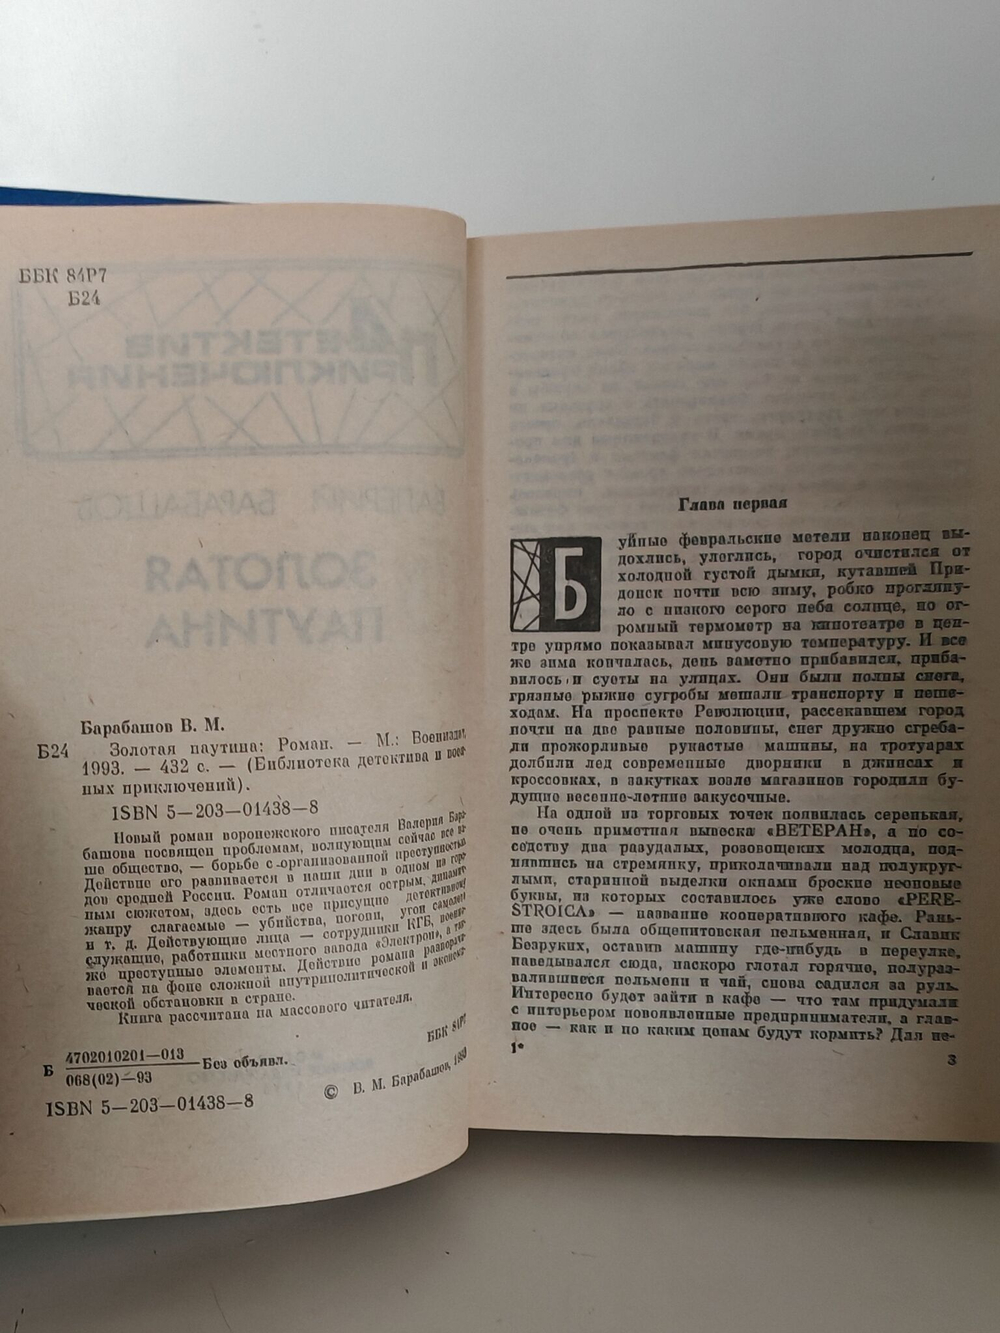 ББК 84Р7
Б24
Барабашов В. М.
Б24 Золотая паутина: Роман. — М.: Воениздат,
1993. — 432 с. — (Библиотека детектива и воен-
ных приключений).
ISBN 5—203—01438—8
Новый роман воронежского писателя Валерия Бара-
башова посвящен проблемам, волнующим сейчас все на-
ше общество, — борьбе с организованной преступностью
Действие его развивается в наши дни в одном из горо-
дов средней России. Роман отличается острым, динамич-
ным сюжетом, здесь есть все присущие детективному
жанру слагаемые — убийства, погони, угон самолета
и т. д. Действующие лица — сотрудники КГБ, военно-
служащие, работники местного завода «Электрон», а так-
же преступные элементы. Действие романа разворачи-
вается на фоне сложной внутриполитической и экономи-
ческой обстановки в стране.
Книга рассчитана на массового читателя.
Б 4702010201—013
068(02)—93
Без объявл.
ББК 84Р7
ISBN 5—203—01438—8
© В. М. Барабашов,
Глава первая
Буйные февральские метели наконец вы-
дохлись, улеглись, город очистился от
холодной густой дымки, кутавшей При-
донск почти всю зиму, робко проглянуло
ло с низкого серого неба солнце, но ог-
ромный термометр на кинотеатре в цен-
тре упрямо показывал минусовую температуру. И все
же зима кончалась, день заметно прибавился, приба-
вилось и суеты на улицах. Они были полны снега,
грязные рыжие сугробы мешали транспорту и пеше-
ходам. На проспекте Революции, рассекавшем город
почти на две равные половины, снег дружно сгреба-
ли прожорливые рукастые машины, на тротуарах
долбили лед современные дворники в джинсах и
кроссовках, в закутках возле магазинов городили бу-
дущие весенне-летние закусочные.
На одной из торговых точек появилась серенькая,
не очень приметная вывеска «ВЕТЕРАН», а по со-
седству два разудалых, розовощеких молодца, под-
нявшись на стремянку, приколачивали над полукруг-
лыми, старинной выделки окнами броские неоновые
буквы, из которых составилось уже слово «PERE-
STROICA» — название кооперативного кафе. Рань-
ше здесь была общепитовская пельменная, и Славик
Безруких, оставив машину где-нибудь в переулке,
наведывался сюда, наскоро глотал горячие, полураз-
валившиеся пельмени и чай, снова садился за руль.
Интересно будет зайти в кафе — что там придумали
с интерьером новоявленные предприниматели, а глав-
ное — как и по каким ценам будут кормить? Для не-
1*
3